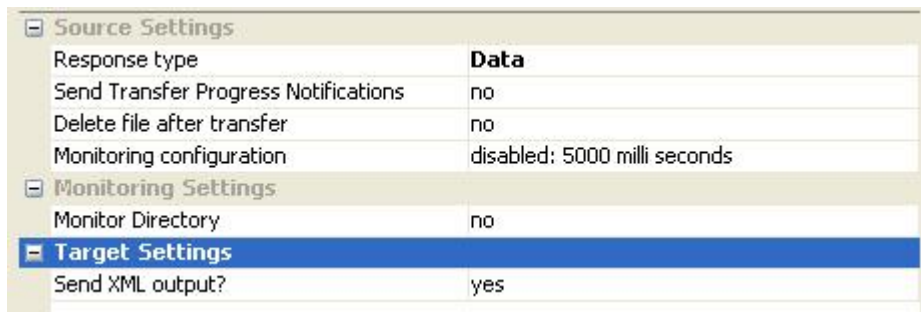 Source Settings
Response type Data
Send Transfer Progress Notifications no
Delete file after transfer no
Monitoring configuration disabled: 5000 milli seconds
Monitoring Settings
Monitor Directory no
Target Settings
Send XML output? yes